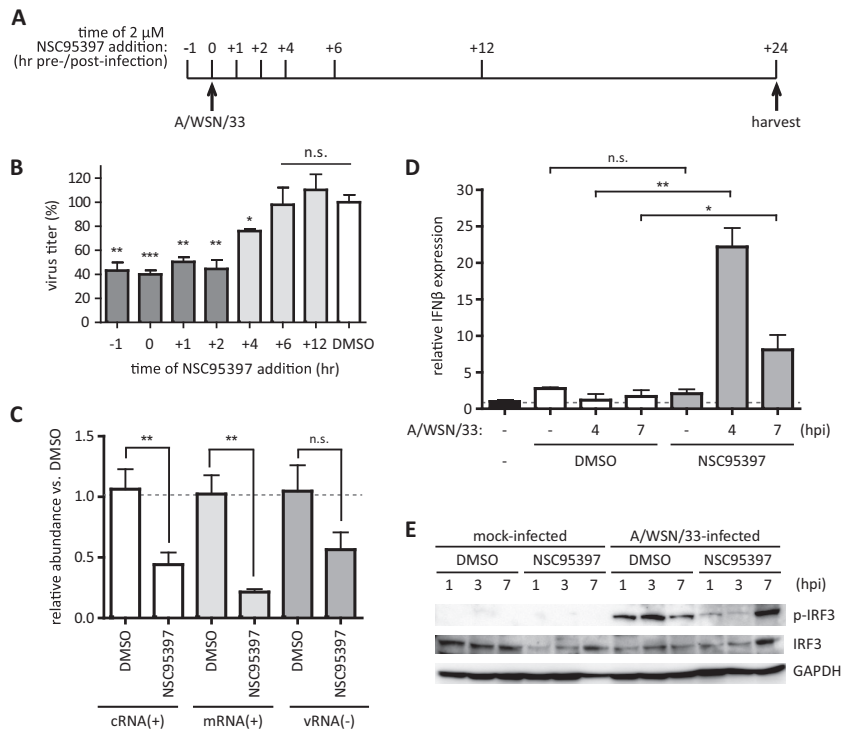 A
time of 2 µM
NSC95397 addition:
(hr pre-/post-infection)
-1 0 +1 +2 +4 +6 +12 +24
A/WSN/33 harvest
B
n.s.
virus titer (%)
120
100
80
60
40
20
0
** *** ** ** *
-1 0 +1 +2 +4 +6 +12 DMSO
time of NSC95397 addition (hr)
C
relative abundance vs. DMSO
1.5
1.0
0.5
0.0
** ** n.s.
DMSO NSC95397 DMSO NSC95397 DMSO NSC95397
cRNA(+) mRNA(+) vRNA(-)
D
n.s.
**
*
relative IFNβ expression
30
25
20
15
10
5
0
A/WSN/33: - - 4 7 - 4 7 (hpi)
- DMSO NSC95397
E
mock-infected A/WSN/33-infected
DMSO NSC95397 DMSO NSC95397
1 3 7 1 3 7 1 3 7 1 3 7 (hpi)
p-IRF3
IRF3
GAPDH